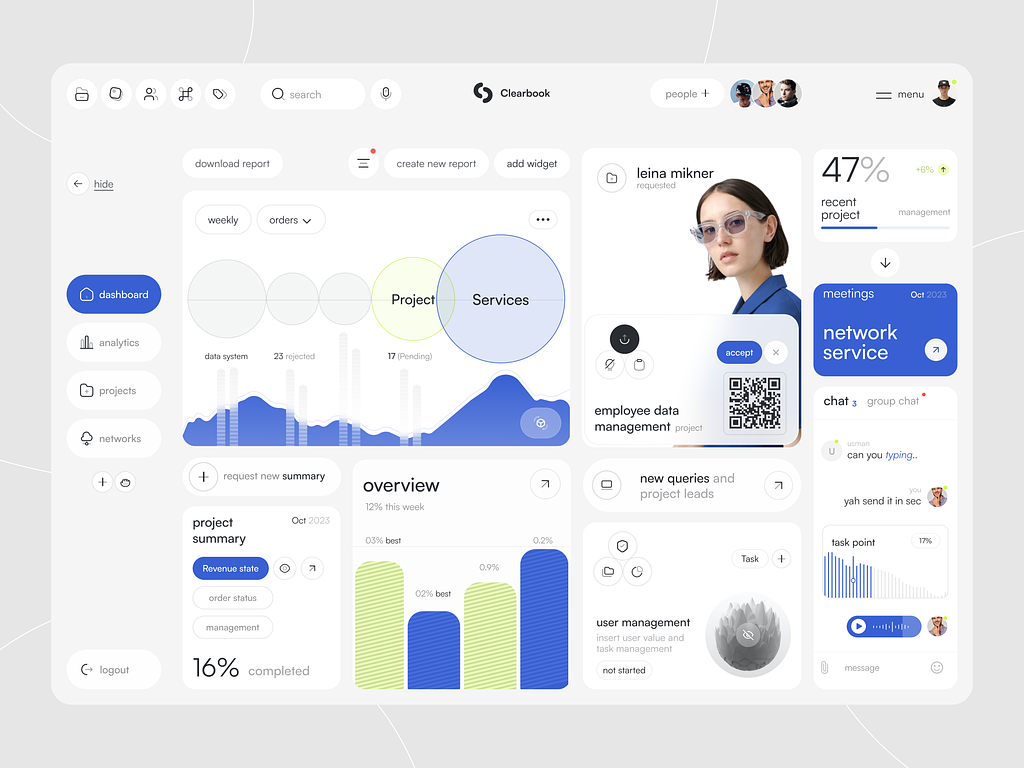 search
Clearbook
people +
menu
hide
download report
create new report
add widget
weekly
orders
Project
Services
data system
23 rejected
17 (Pending)
dashboard
analytics
projects
networks
logout
request new summary
project
summary
Oct 2023
Revenue state
order status
management
16% completed
overview
12% this week
03% best
02% best
0.9%
0.2%
leina mikner
requested
accept
employee data
management project
new queries and
project leads
Task
user management
insert user value and
task management
not started
47%
+6%
recent
project
management
meetings
Oct 2023
network
service
chat 3
group chat
U
usman
can you typing..
you
yah send it in sec
task point
17%
message